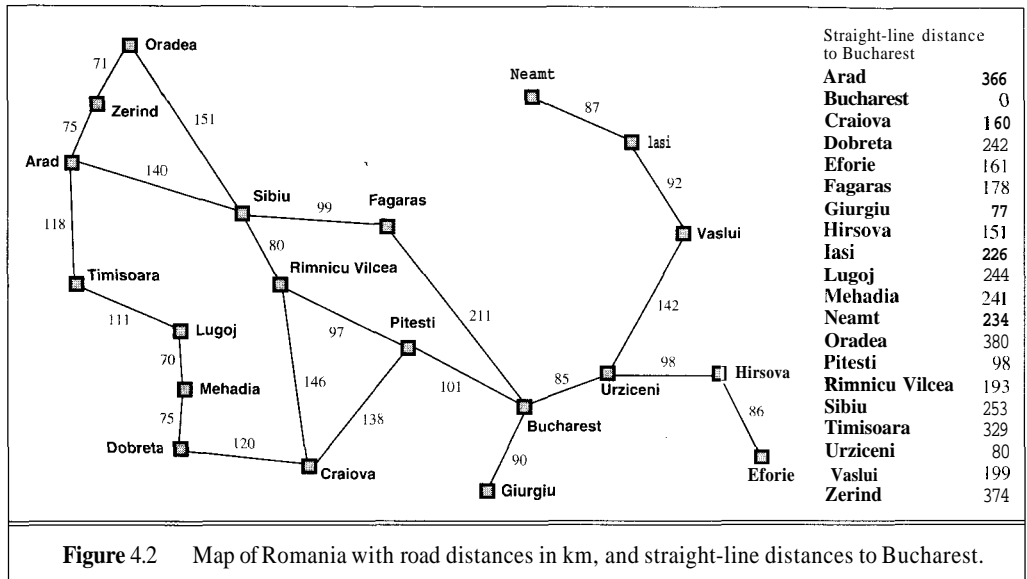 Oradea
71
Neamt
Zerind
87
151
75
Iasi
Arad
140
92
Sibiu
Fagaras
99
118
Vaslui
80
Timisoara
Rimnicu Vilcea
142
211
111
Pitesti
Lugoj
97
98
Hirsova
70
85
Urziceni
146
101
Mehadia
86
138
Bucharest
75
120
90
Dobreta
Craiova
Eforie
Giurgiu
Straight-line distance
to Bucharest
Arad 366
Bucharest 0
Craiova 160
Dobreta 242
Eforie 161
Fagaras 178
Giurgiu 77
Hirsova 151
Iasi 226
Lugoj 244
Mehadia 241
Neamt 234
Oradea 380
Pitesti 98
Rimnicu Vilcea 193
Sibiu 253
Timisoara 329
Urziceni 80
Vaslui 199
Zerind 374
Figure 4.2 Map of Romania with road distances in km, and straight-line distances to Bucharest.